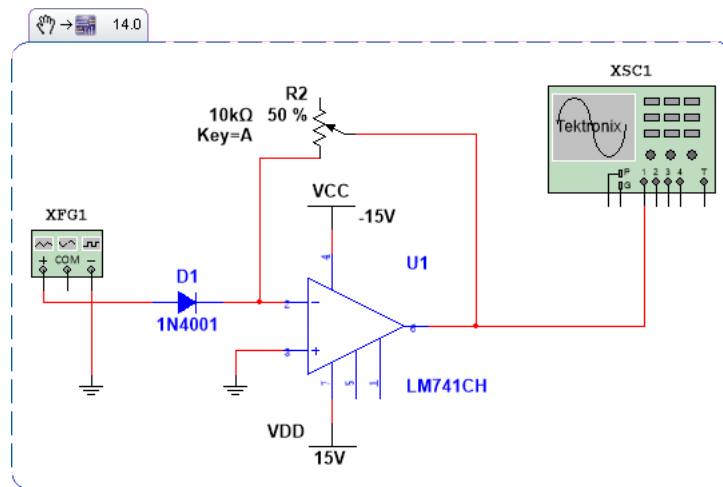 14.0
XSC1
R2
10kΩ 50 %
Key=A
Tektronix
P
G
1 2 3 4 T
VCC
-15V
XFG1
+ COM −
D1
1N4001
4
U1
2 −
3 +
6
7 5 1
LM741CH
VDD
15V